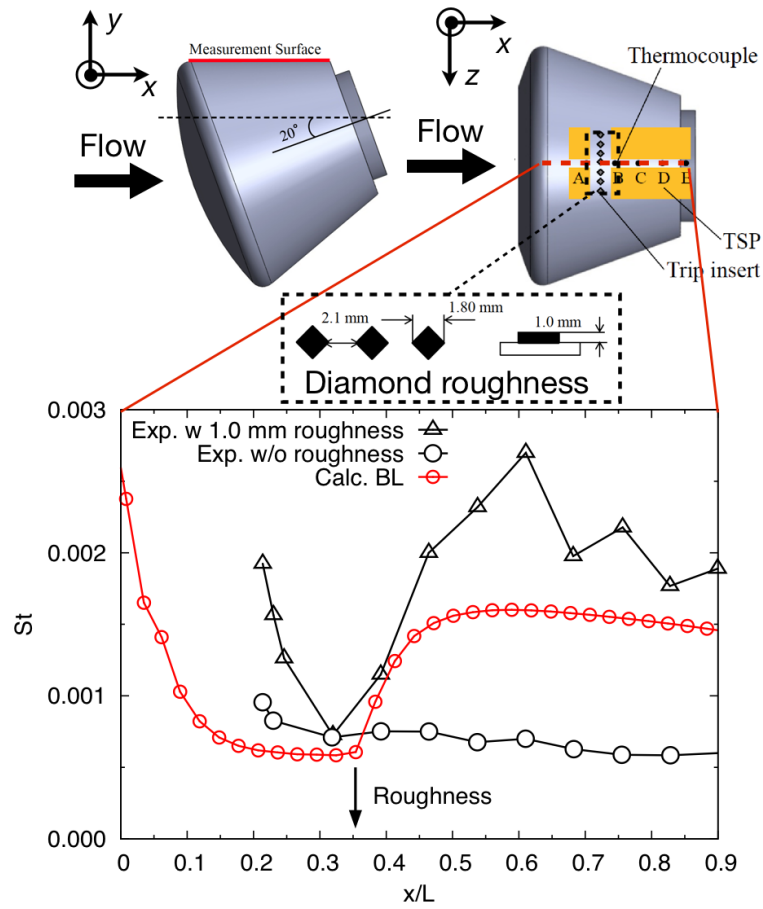 y
x
Measurement Surface
20°
Flow
x
z
Flow
Thermocouple
A B C D E
TSP
Trip insert
2.1 mm
1.80 mm
1.0 mm
Diamond roughness
0.003
0.002
0.001
0.000
St
Exp. w 1.0 mm roughness
Exp. w/o roughness
Calc. BL
Roughness
0 0.1 0.2 0.3 0.4 0.5 0.6 0.7 0.8 0.9
x/L